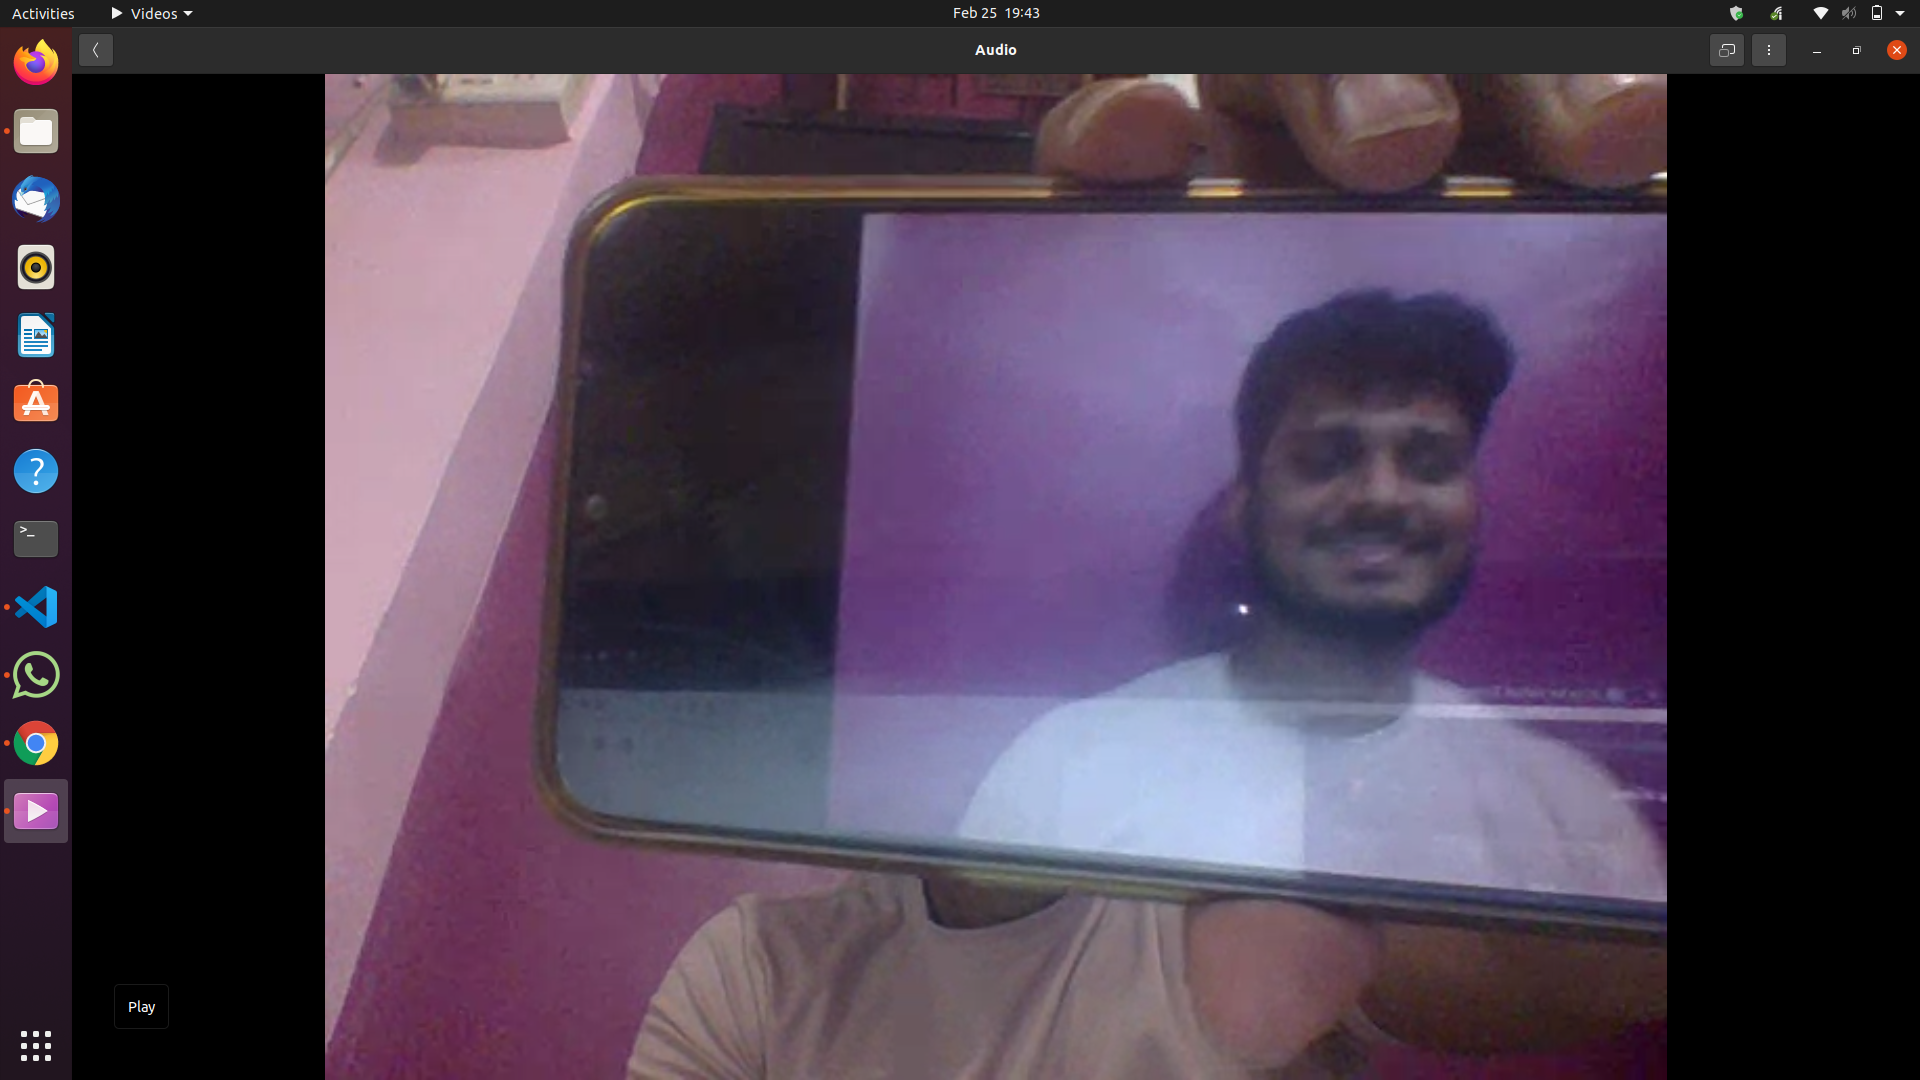 Activities
Videos
Feb 25 19:43
Audio
Play